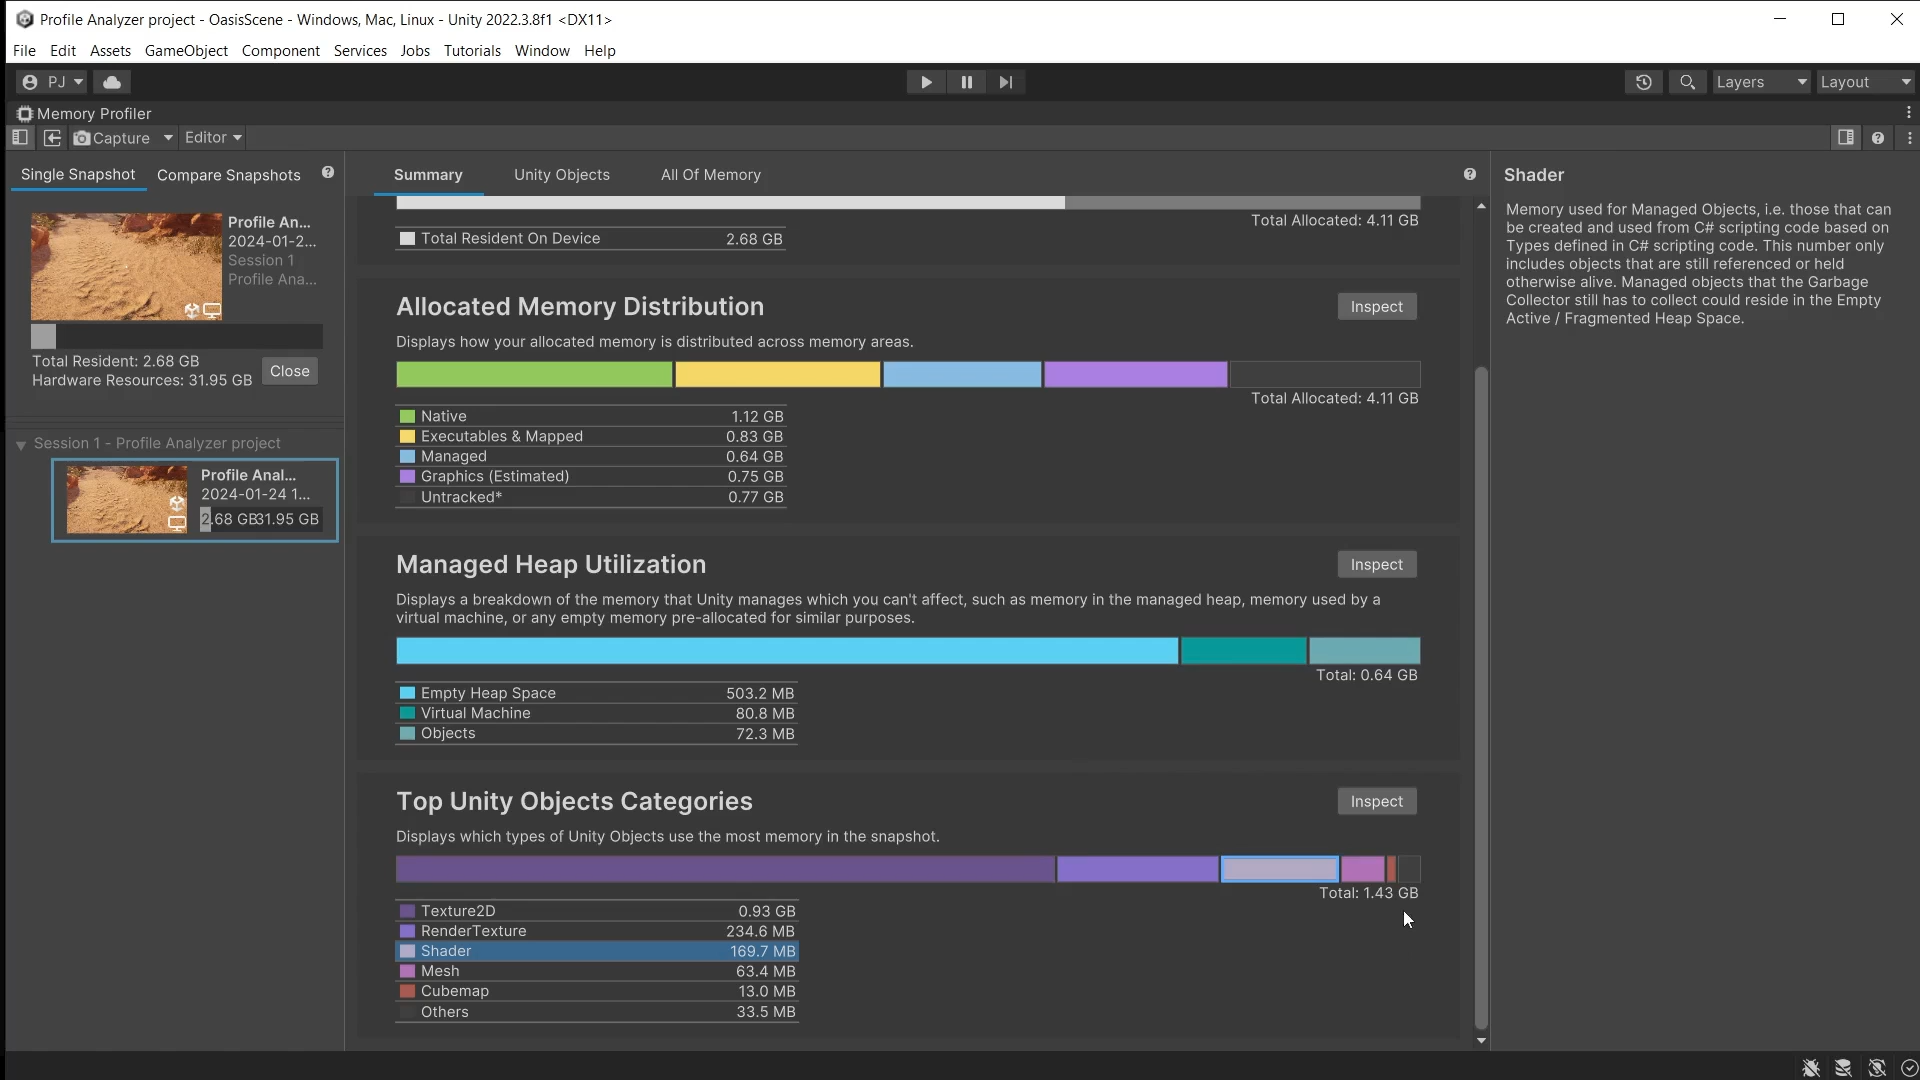 Profile Analyzer project - OasisScene - Windows, Mac, Linux - Unity 2022.3.8f1 <DX11>
File Edit Assets GameObject Component Services Jobs Tutorials Window Help
PJ
Layers
Layout
Memory Profiler
Capture
Editor
Single Snapshot
Compare Snapshots
Profile An...
2024-01-2...
Session 1
Profile Ana...
Total Resident: 2.68 GB
Hardware Resources: 31.95 GB
Close
Session 1 - Profile Analyzer project
Profile Anal...
2024-01-24 1...
2.68 GB31.95 GB
Summary
Unity Objects
All Of Memory
Total Allocated: 4.11 GB
Total Resident On Device 2.68 GB
Allocated Memory Distribution
Inspect
Displays how your allocated memory is distributed across memory areas.
Total Allocated: 4.11 GB
Native 1.12 GB
Executables & Mapped 0.83 GB
Managed 0.64 GB
Graphics (Estimated) 0.75 GB
Untracked* 0.77 GB
Managed Heap Utilization
Inspect
Displays a breakdown of the memory that Unity manages which you can't affect, such as memory in the managed heap, memory used by a
virtual machine, or any empty memory pre-allocated for similar purposes.
Total: 0.64 GB
Empty Heap Space 503.2 MB
Virtual Machine 80.8 MB
Objects 72.3 MB
Top Unity Objects Categories
Inspect
Displays which types of Unity Objects use the most memory in the snapshot.
Total: 1.43 GB
Texture2D 0.93 GB
RenderTexture 234.6 MB
Shader 169.7 MB
Mesh 63.4 MB
Cubemap 13.0 MB
Others 33.5 MB
Shader
Memory used for Managed Objects, i.e. those that can
be created and used from C# scripting code based on
Types defined in C# scripting code. This number only
includes objects that are still referenced or held
otherwise alive. Managed objects that the Garbage
Collector still has to collect could reside in the Empty
Active / Fragmented Heap Space.